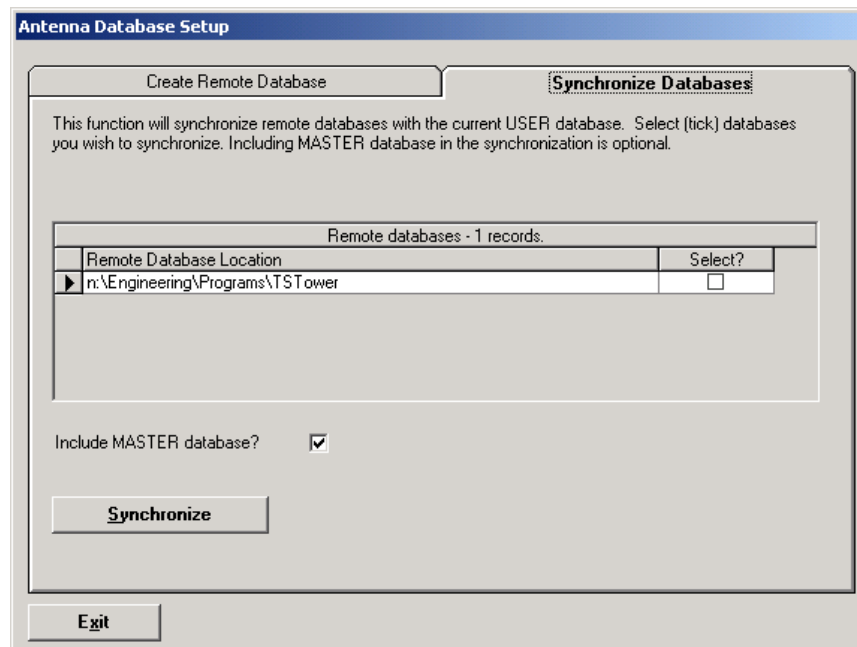 Antenna Database Setup
Create Remote Database
Synchronize Databases
This function will synchronize remote databases with the current USER database. Select (tick) databases
you wish to synchronize. Including MASTER database in the synchronization is optional.
Remote databases - 1 records.
Remote Database Location
Select?
n:\Engineering\Programs\TSTower
Include MASTER database?
Synchronize
Exit